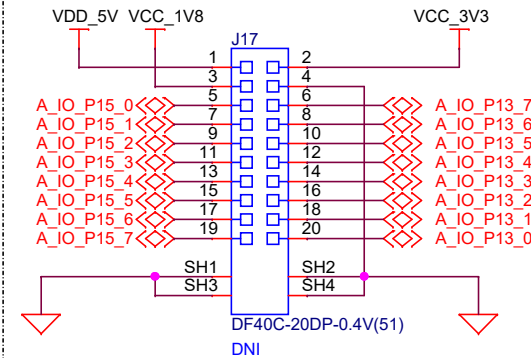 VDD_5V VCC_1V8 VCC_3V3
J17
1 2
3 4
A_IO_P15_0 5 6 A_IO_P13_7
A_IO_P15_1 7 8 A_IO_P13_6
A_IO_P15_2 9 10 A_IO_P13_5
A_IO_P15_3 11 12 A_IO_P13_4
A_IO_P15_4 13 14 A_IO_P13_3
A_IO_P15_5 15 16 A_IO_P13_2
A_IO_P15_6 17 18 A_IO_P13_1
A_IO_P15_7 19 20 A_IO_P13_0
SH1 SH2
SH3 SH4
DF40C-20DP-0.4V(51)
DNI